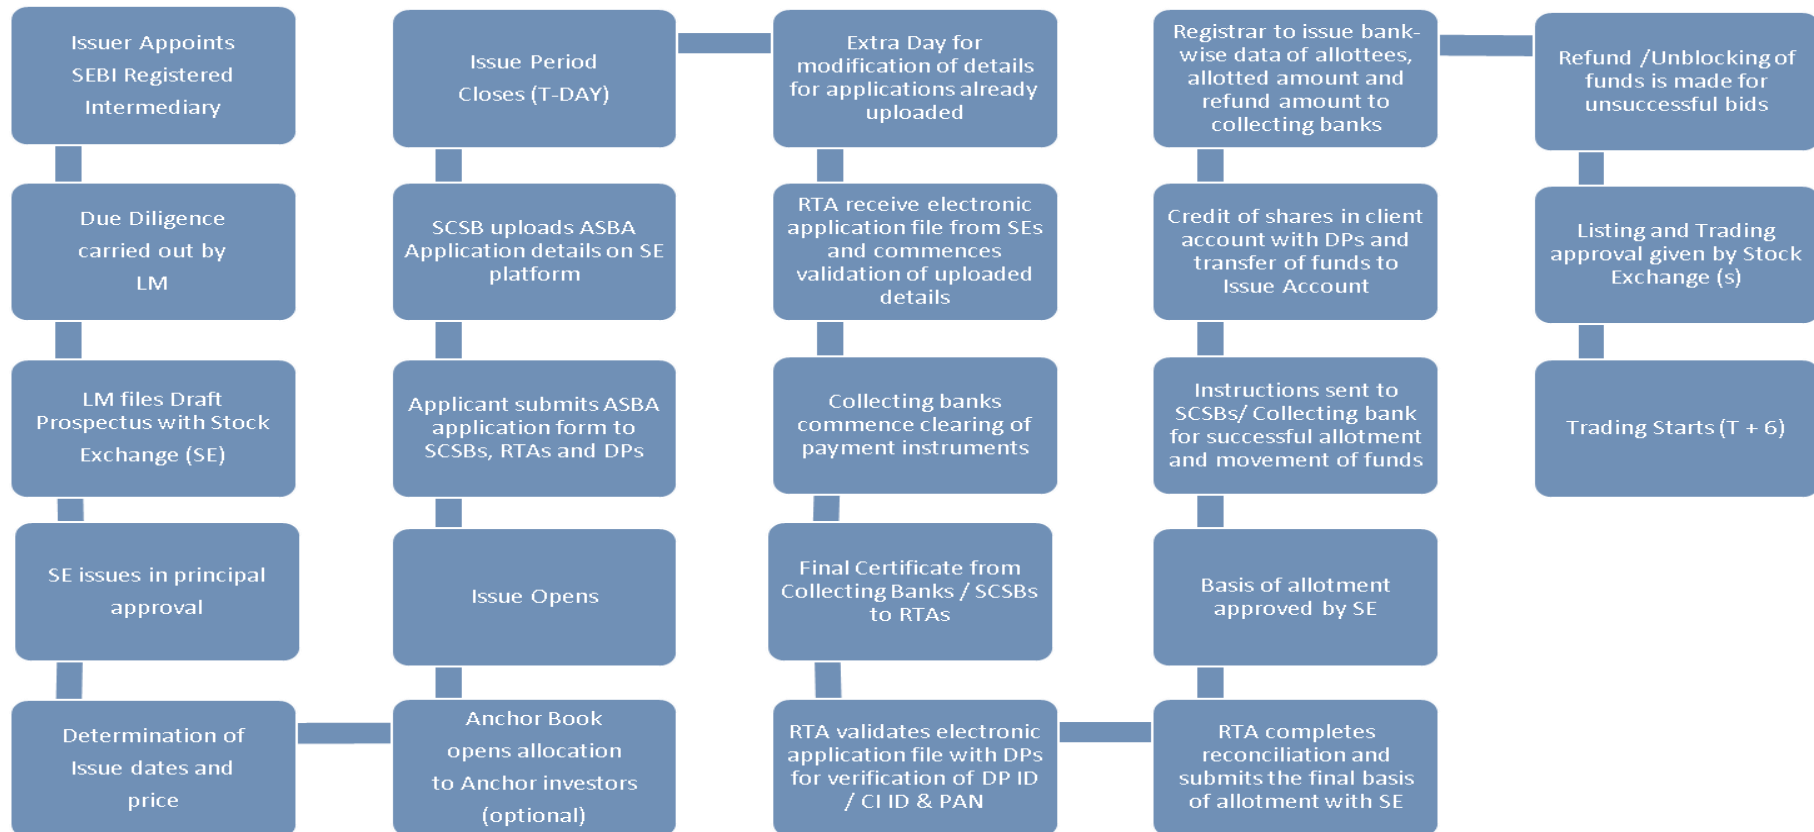 Issuer Appoints
SEBI Registered
Intermediary
Due Diligence
carried out by
LM
LM files Draft
Prospectus with Stock
Exchange (SE)
SE issues in principal
approval
Determination of
Issue dates and
price
Anchor Book
opens allocation
to Anchor investors
(optional)
Issue Opens
Applicant submits ASBA
application form to
SCSBs, RTAs and DPs
SCSB uploads ASBA
Application details on SE
platform
Issue Period
Closes (T-DAY)
Extra Day for
modification of details
for applications already
uploaded
RTA receive electronic
application file from SEs
and commences
validation of uploaded
details
Collecting banks
commence clearing of
payment instruments
Final Certificate from
Collecting Banks / SCSBs
to RTAs
RTA validates electronic
application file with DPs
for verification of DP ID
/ CI ID & PAN
RTA completes
reconciliation and
submits the final basis
of allotment with SE
Basis of allotment
approved by SE
Instructions sent to
SCSBs/ Collecting bank
for successful allotment
and movement of funds
Credit of shares in client
account with DPs and
transfer of funds to
Issue Account
Registrar to issue bank-
wise data of allottees,
allotted amount and
refund amount to
collecting banks
Refund /Unblocking of
funds is made for
unsuccessful bids
Listing and Trading
approval given by Stock
Exchange (s)
Trading Starts (T + 6)